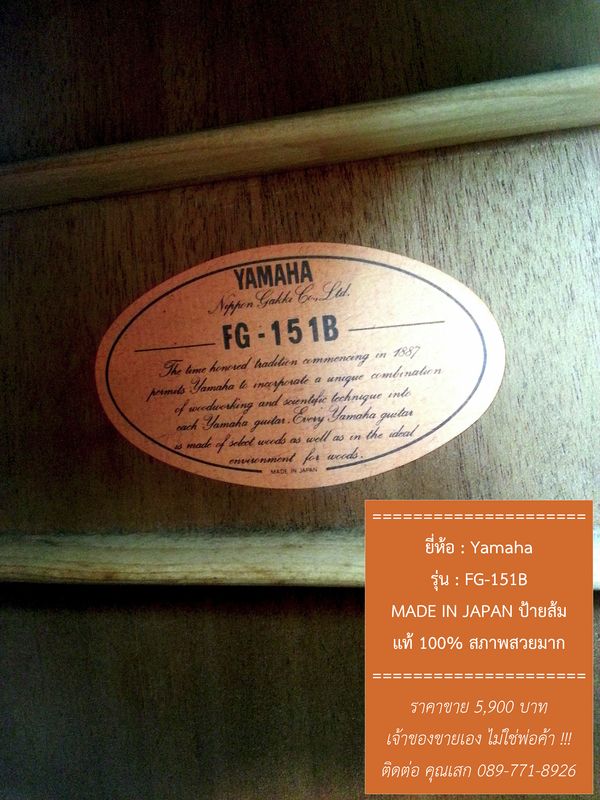 YAMAHA
Nippon Gakki Co., Ltd.
FG-151B
The time honored tradition commencing in 1887
permits Yamaha to incorporate a unique combination
of woodworking and scientific technique into
each Yamaha guitar. Every Yamaha guitar
is made of select woods as well as in the ideal
environment for woods.
MADE IN JAPAN
=====================
ยี่ห้อ : Yamaha
รุ่น : FG-151B
MADE IN JAPAN ป้ายส้ม
แท้ 100% สภาพสวยมาก
=====================
ราคาขาย 5,900 บาท
เจ้าของขายเอง ไม่ใช่พ่อค้า !!!
ติดต่อ คุณเสก 089-771-8926